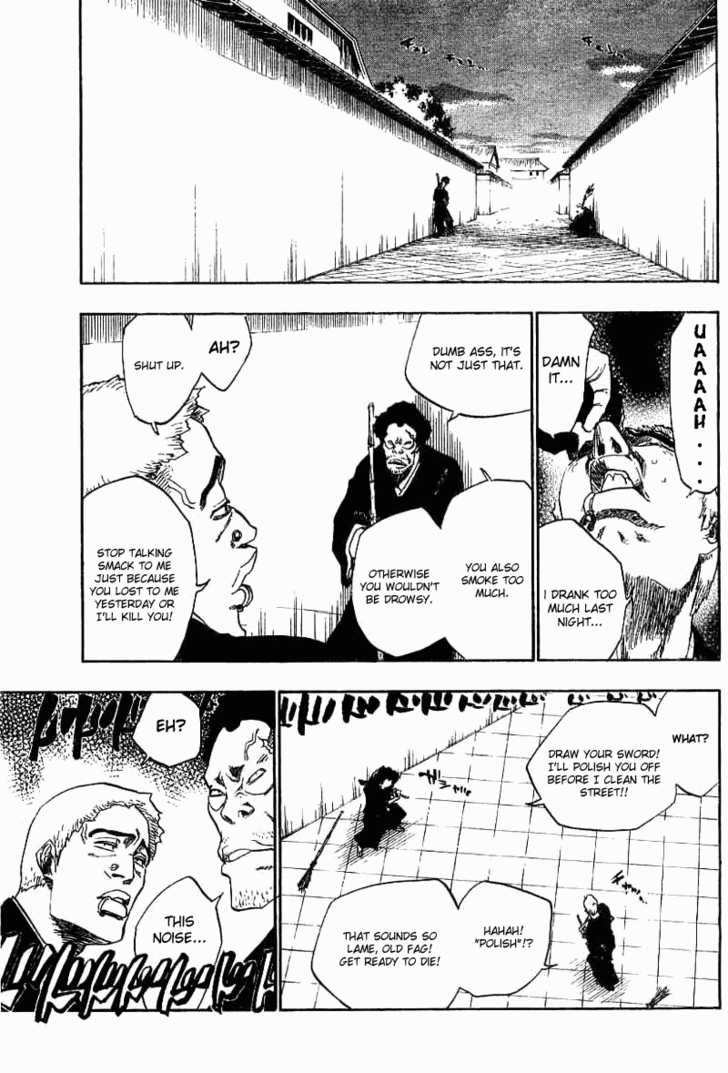 UAAAAH....
DAMN
IT...
I DRANK TOO
MUCH LAST
NIGHT...
DUMB ASS, IT'S
NOT JUST THAT.
YOU ALSO
SMOKE TOO
MUCH.
OTHERWISE
YOU WOULDN'T
BE DROWSY.
AH?
SHUT UP.
STOP TALKING
SMACK TO ME
JUST BECAUSE
YOU LOST TO ME
YESTERDAY OR
I'LL KILL YOU!
WHAT?
DRAW YOUR SWORD!
I'LL POLISH YOU OFF
BEFORE I CLEAN THE
STREET!!
HAHAH!
"POLISH"!?
THAT SOUNDS SO
LAME, OLD FAG!
GET READY TO DIE!
EH?
THIS
NOISE...